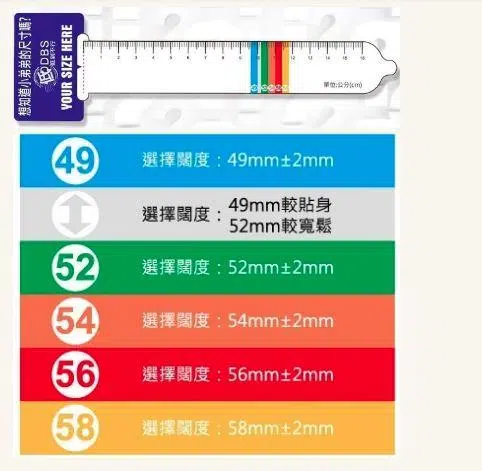 想知道小弟弟的尺寸嗎?
DDBS
YOUR SIZE HERE
1 2 3 4 5 6 7 8 9 10 11 12 13 14 15 16
單位:公分(cm)
49 選擇闊度：49mm±2mm
選擇闊度：49mm較貼身
52mm較寬鬆
52 選擇闊度：52mm±2mm
54 選擇闊度：54mm±2mm
56 選擇闊度：56mm±2mm
58 選擇闊度：58mm±2mm